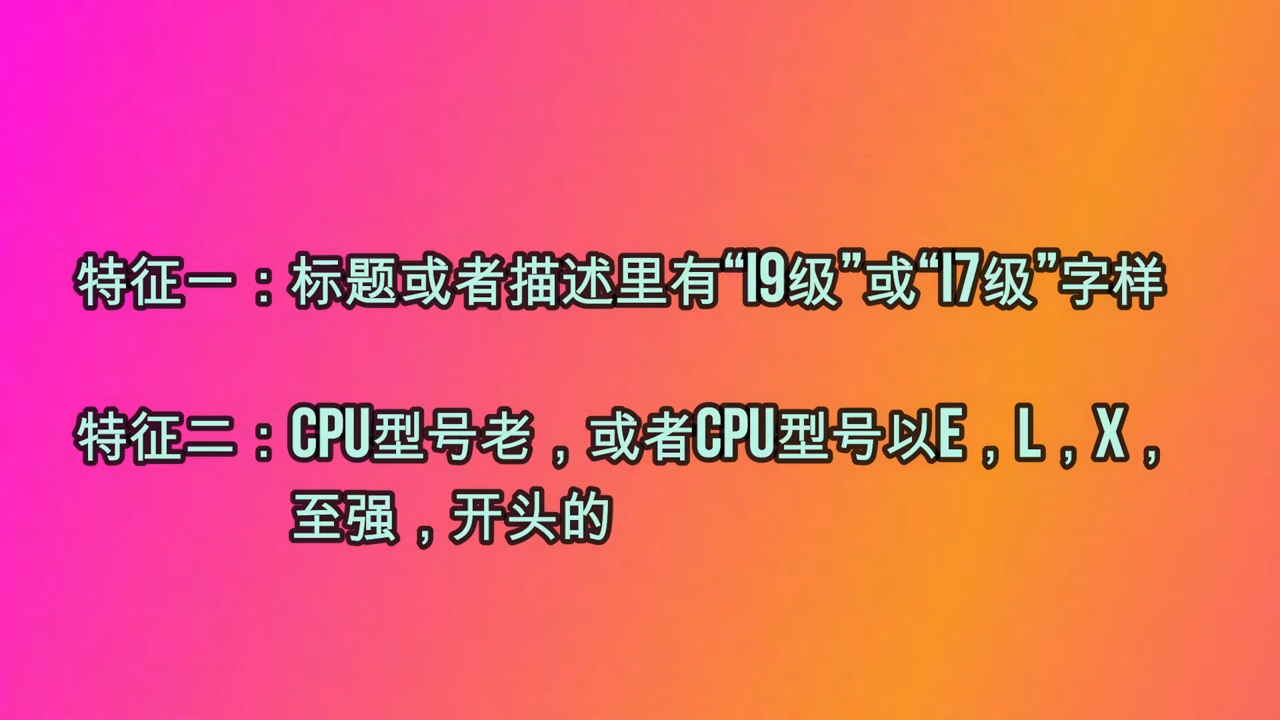 特征一：标题或者描述里有“I9级”或“I7级”字样
特征二：CPU型号老，或者CPU型号以E，L，X，
至强，开头的